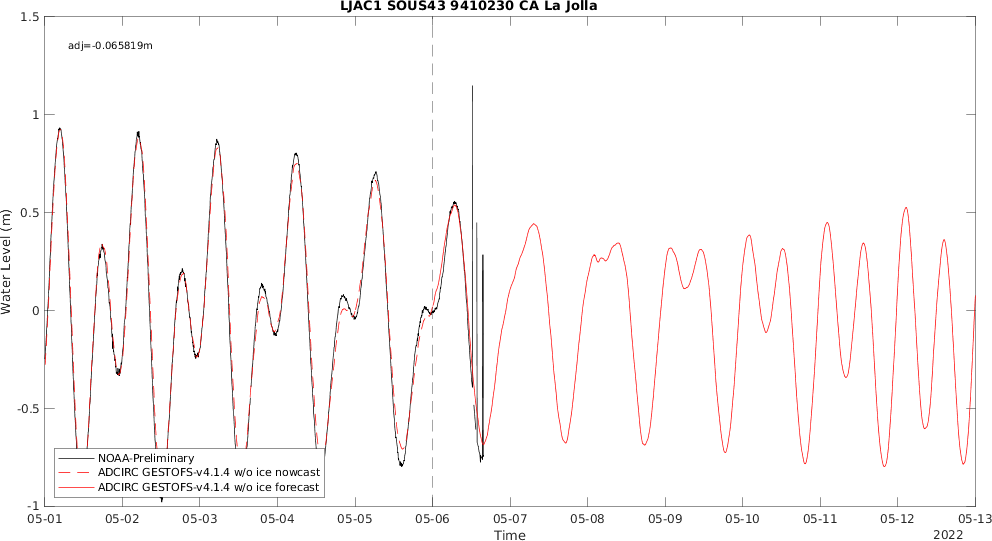 LJAC1 SOUS43 9410230 CA La Jolla
adj=-0.065819m
Water Level (m)
1.5
1
0.5
0
-0.5
-1
NOAA-Preliminary
ADCIRC GESTOFS-v4.1.4 w/o ice nowcast
ADCIRC GESTOFS-v4.1.4 w/o ice forecast
05-01 05-02 05-03 05-04 05-05 05-06 05-07 05-08 05-09 05-10 05-11 05-12 05-13
Time
2022